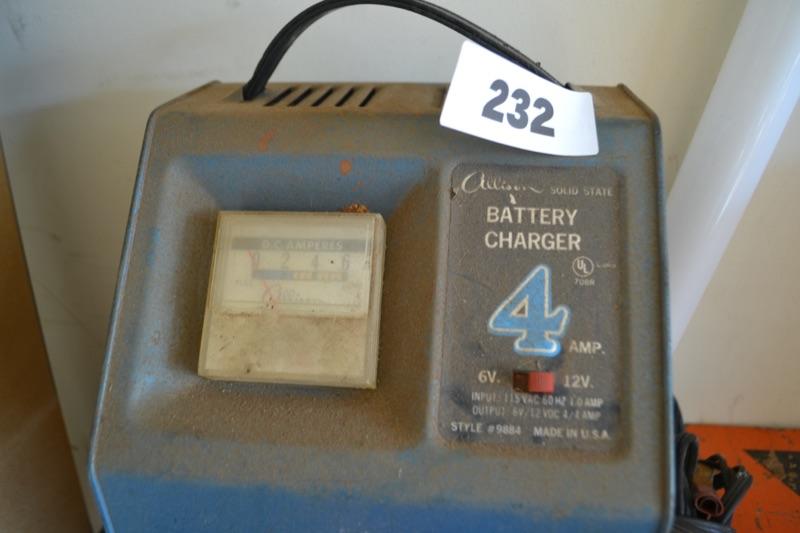 232
D.C. AMPERES
0 2 4 6
Allison
Allison SOLID STATE
BATTERY
CHARGER
UL
4
AMP.
6V. 12V.
INPUT: 115 VAC 60 HZ 1.0 AMP
OUTPUT: 6V/12 VDC 4/4 AMP
STYLE #9884 MADE IN U.S.A.